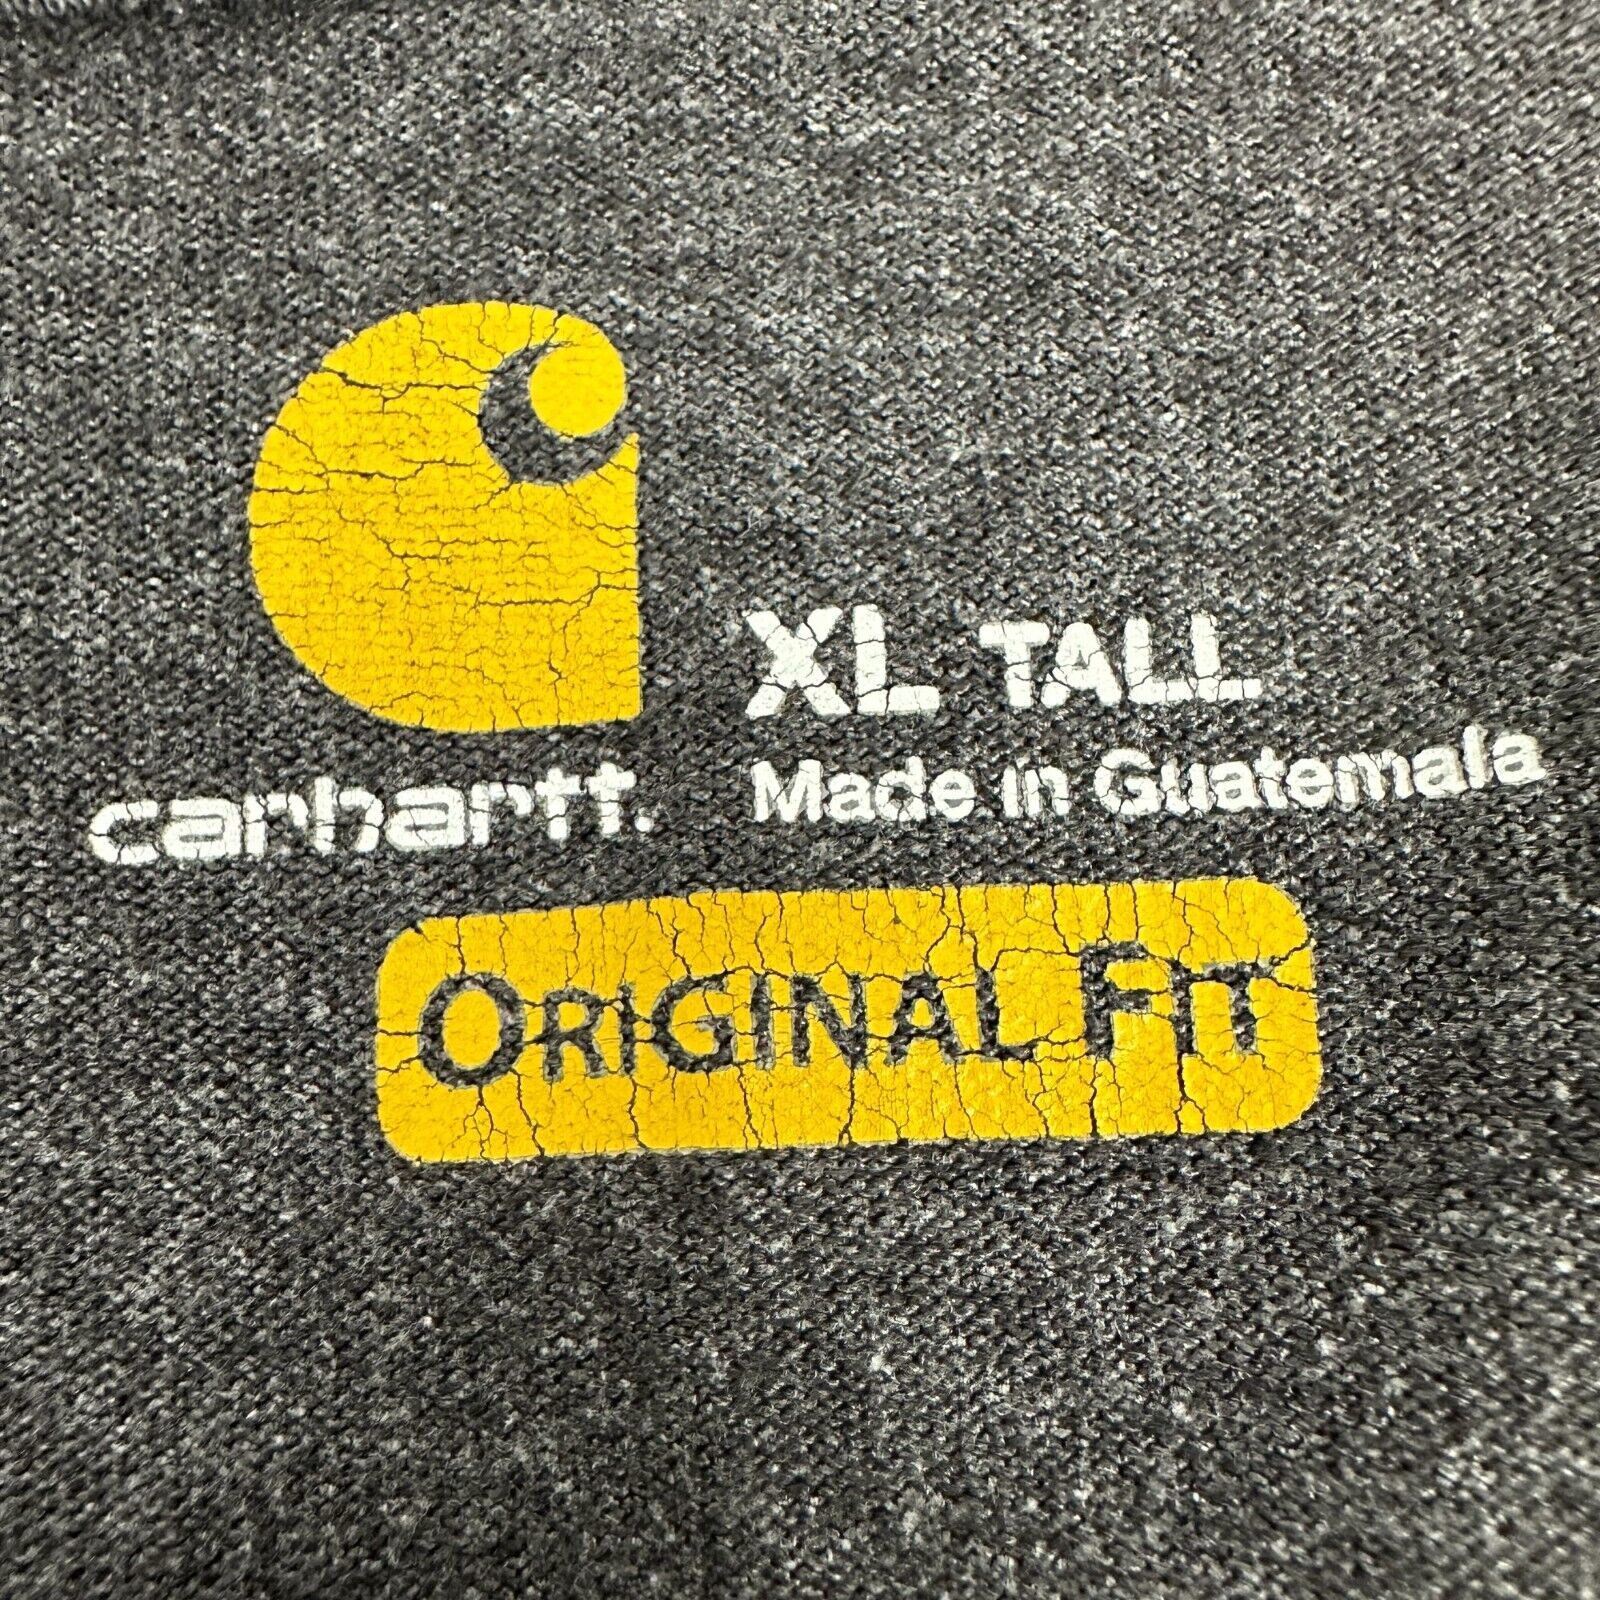 XL TALL
carhartt.
Made in Guatemala
ORIGINAL FIT